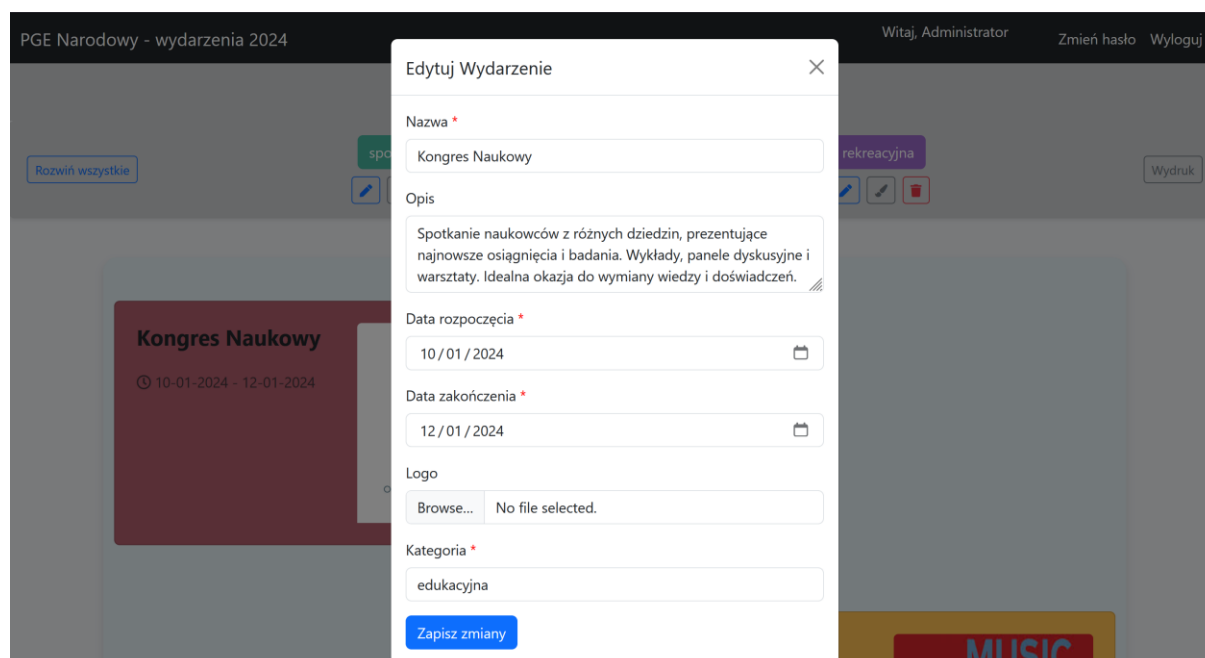 PGE Narodowy - wydarzenia 2024
Witaj, Administrator
Zmień hasło
Wyloguj
Edytuj Wydarzenie
Rozwiń wszystkie
rekreacyjna
Wydruk
Nazwa *
Kongres Naukowy
Opis
Spotkanie naukowców z różnych dziedzin, prezentujące
najnowsze osiągnięcia i badania. Wykłady, panele dyskusyjne i
warsztaty. Idealna okazja do wymiany wiedzy i doświadczeń.
Data rozpoczęcia *
10/01/2024
Data zakończenia *
12/01/2024
Logo
Browse... No file selected.
Kategoria *
edukacyjna
Zapisz zmiany
Kongres Naukowy
10-01-2024 - 12-01-2024
MUSIC